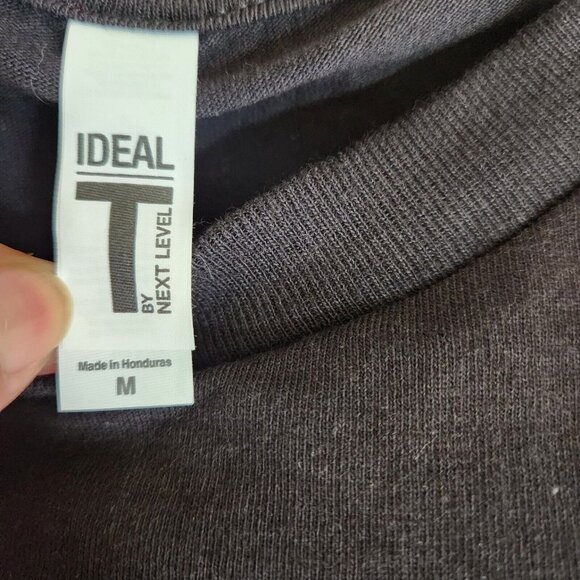 IDEAL
T
BY
NEXT LEVEL
Made in Honduras
M